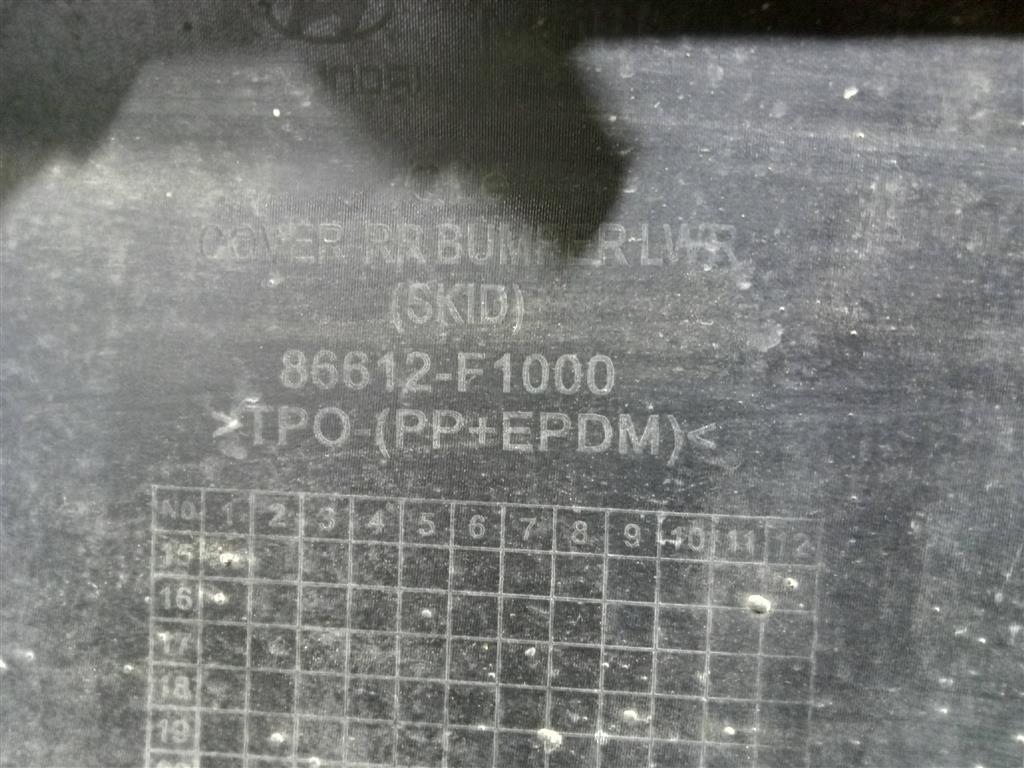 COVER RR BUMPER LWR
(SKID)
86612-F1000
>TPO-(PP+EPDM)<
No 1 2 3 4 5 6 7 8 9 10 11 12
15
16
17
18
19